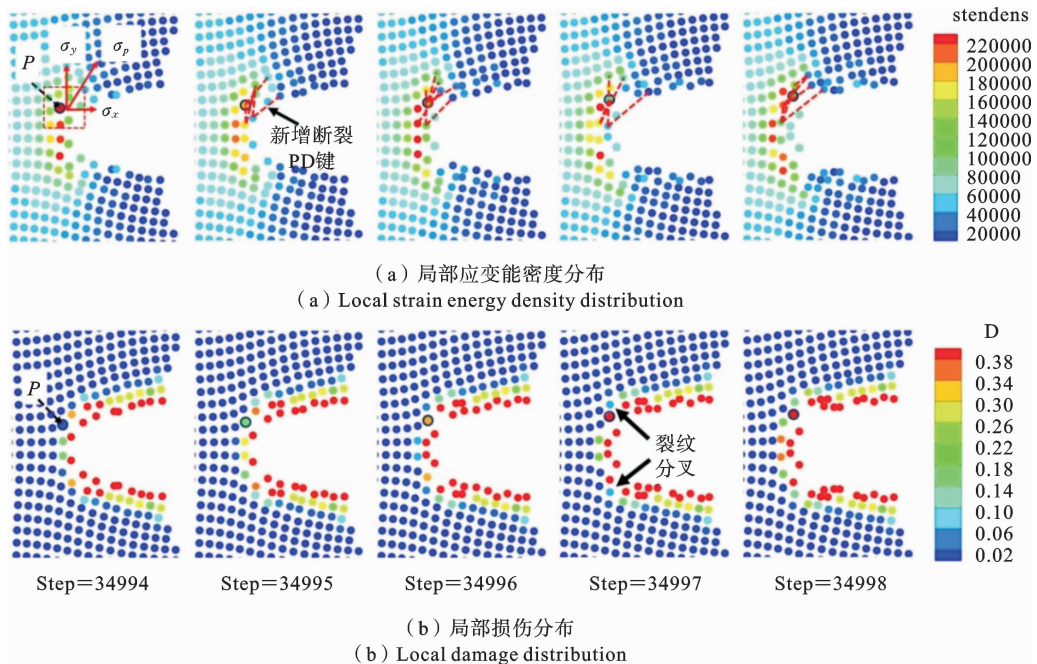 stendens
σy
σp
P
σx
新增断裂
PD键
220000
200000
180000
160000
140000
120000
100000
80000
60000
40000
20000
（a）局部应变能密度分布
（a）Local strain energy density distribution
P
裂纹
分叉
D
0.38
0.34
0.30
0.26
0.22
0.18
0.14
0.10
0.06
0.02
Step=34994 Step=34995 Step=34996 Step=34997 Step=34998
（b）局部损伤分布
（b）Local damage distribution